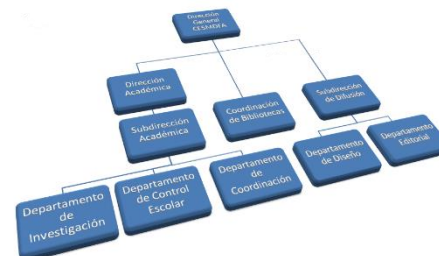 Dirección
General
Dirección
Académica
Coordinación
de Bibliotecas
Subdirección
de Difusión
Subdirección
Académica
Departamento
de Diseño
Departamento
Editorial
Departamento
de
Investigación
Departamento
de Control
Escolar
Departamento
de
Coordinación